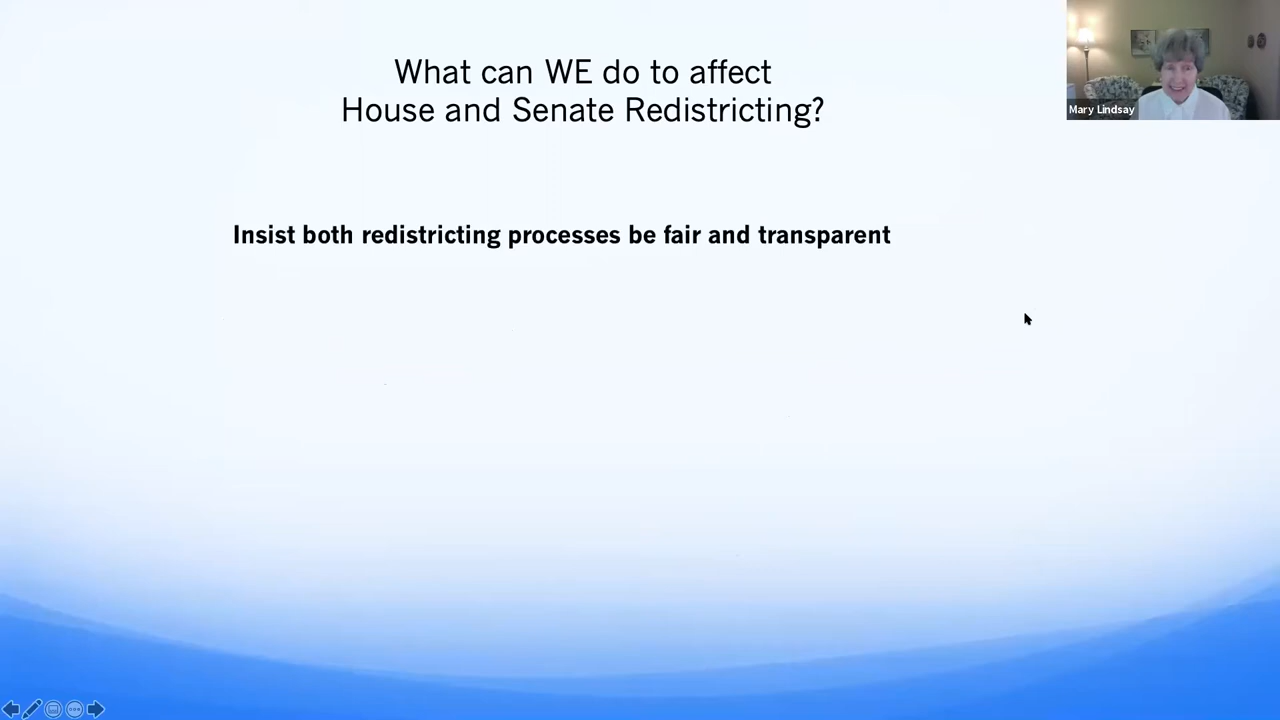 What can WE do to affect
House and Senate Redistricting?
Mary Lindsay
Insist both redistricting processes be fair and transparent